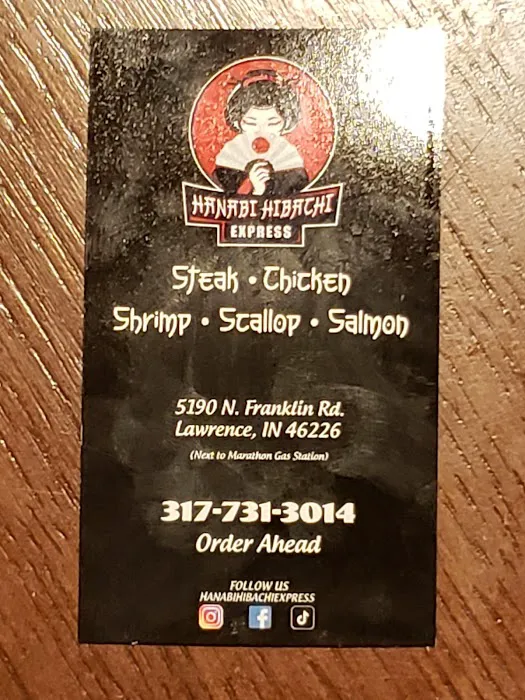 HANABI HIBACHI
EXPRESS
Steak • Chicken
Shrimp • Scallop • Salmon
5190 N. Franklin Rd.
Lawrence, IN 46226
(Next to Marathon Gas Station)
317-731-3014
Order Ahead
FOLLOW US
HANABIHIBACHIEXPRESS